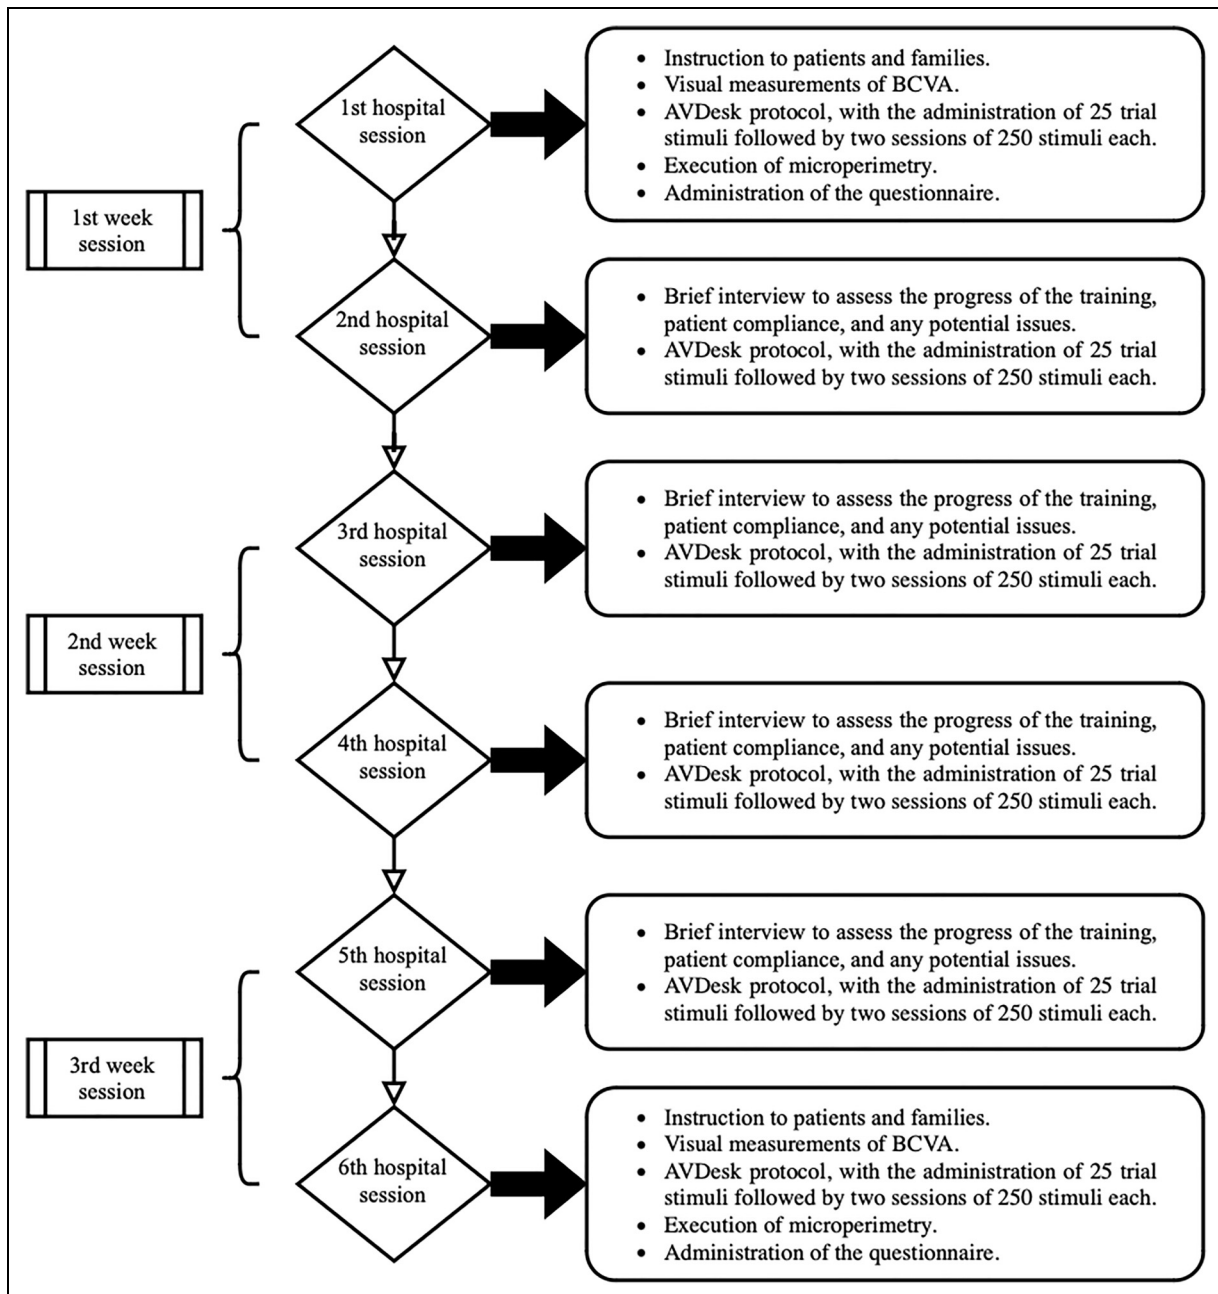 1st week
session
1st hospital
session
• Instruction to patients and families.
• Visual measurements of BCVA.
• AVDesk protocol, with the administration of 25 trial
stimuli followed by two sessions of 250 stimuli each.
• Execution of microperimetry.
• Administration of the questionnaire.
2nd hospital
session
• Brief interview to assess the progress of the training,
patient compliance, and any potential issues.
• AVDesk protocol, with the administration of 25 trial
stimuli followed by two sessions of 250 stimuli each.
2nd week
session
3rd hospital
session
• Brief interview to assess the progress of the training,
patient compliance, and any potential issues.
• AVDesk protocol, with the administration of 25 trial
stimuli followed by two sessions of 250 stimuli each.
4th hospital
session
• Brief interview to assess the progress of the training,
patient compliance, and any potential issues.
• AVDesk protocol, with the administration of 25 trial
stimuli followed by two sessions of 250 stimuli each.
3rd week
session
5th hospital
session
• Brief interview to assess the progress of the training,
patient compliance, and any potential issues.
• AVDesk protocol, with the administration of 25 trial
stimuli followed by two sessions of 250 stimuli each.
6th hospital
session
• Instruction to patients and families.
• Visual measurements of BCVA.
• AVDesk protocol, with the administration of 25 trial
stimuli followed by two sessions of 250 stimuli each.
• Execution of microperimetry.
• Administration of the questionnaire.